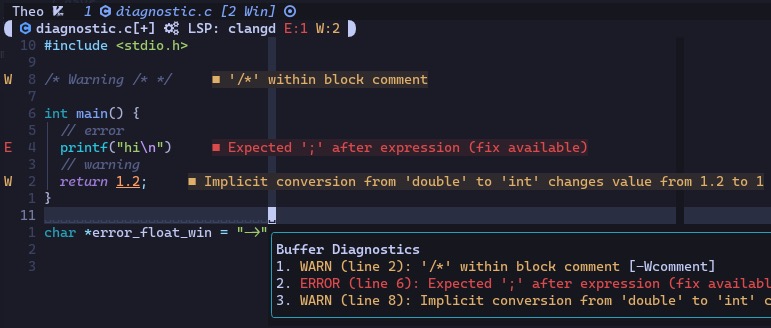 Theo 1 diagnostic.c [2 Win]
diagnostic.c[+] LSP: clangd E:1 W:2
10 #include <stdio.h>
9
W 8 /* Warning /* */ ■ '/*' within block comment
7
6 int main() {
5 // error
E 4 printf("hi\n") ■ Expected ';' after expression (fix available)
3 // warning
W 2 return 1.2; ■ Implicit conversion from 'double' to 'int' changes value from 1.2 to 1
1 }
11
1 char *error_float_win = "->"
2 Buffer Diagnostics
1. WARN (line 2): '/*' within block comment [-Wcomment]
3 2. ERROR (line 6): Expected ';' after expression (fix availabl
3. WARN (line 8): Implicit conversion from 'double' to 'int' c